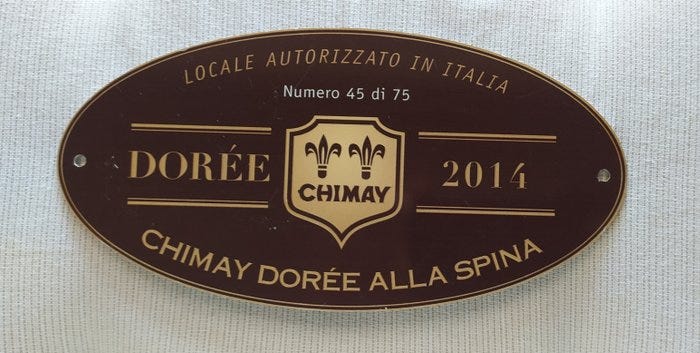 LOCALE AUTORIZZATO IN ITALIA
Numero 45 di 75
DORÉE
CHIMAY
2014
CHIMAY DORÉE ALLA SPINA